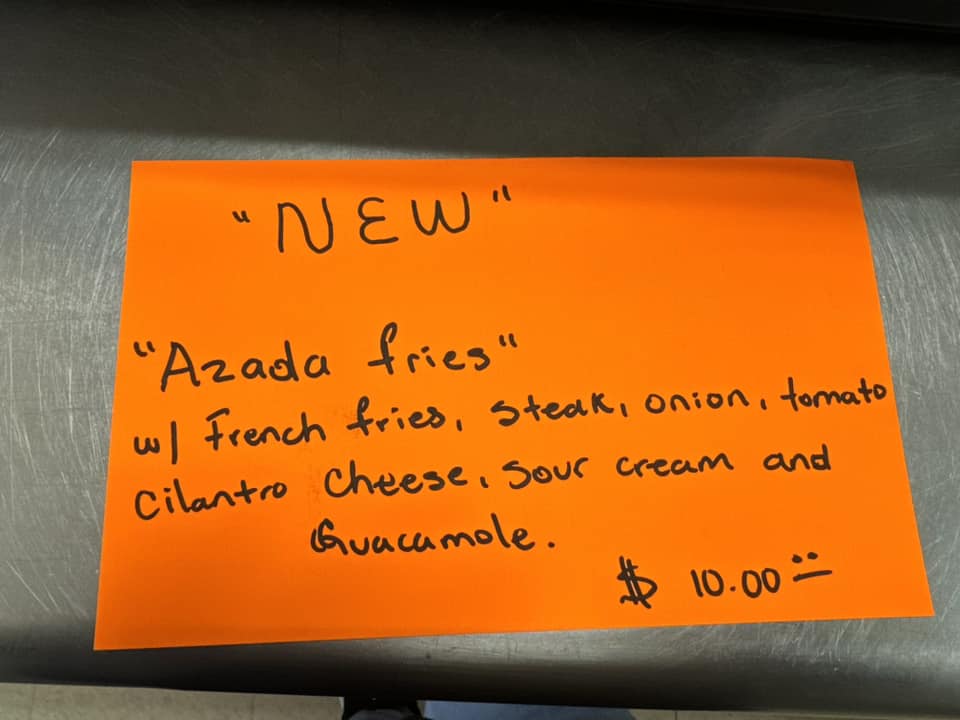 "NEW"
"Azada fries"
w/ French fries, steak, onion, tomato
Cilantro cheese, sour cream and
Guacamole.
$ 10.00